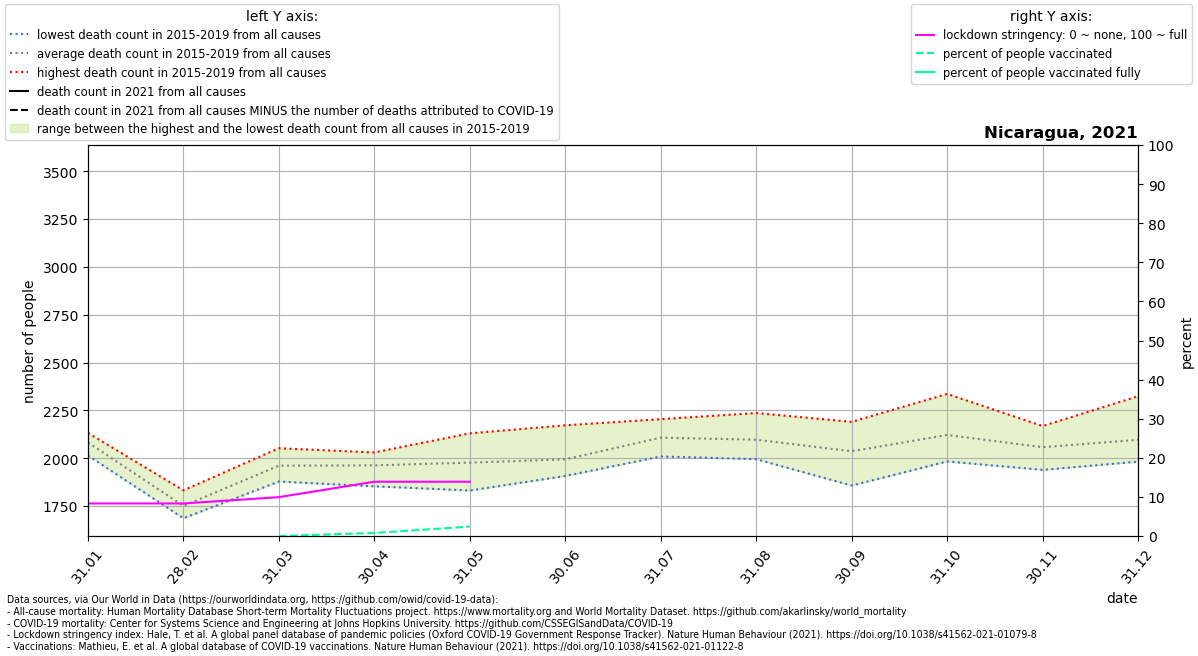 left Y axis:
lowest death count in 2015-2019 from all causes
average death count in 2015-2019 from all causes
highest death count in 2015-2019 from all causes
death count in 2021 from all causes
death count in 2021 from all causes MINUS the number of deaths attributed to COVID-19
range between the highest and the lowest death count from all causes in 2015-2019
right Y axis:
lockdown stringency: 0 ~ none, 100 ~ full
percent of people vaccinated
percent of people vaccinated fully
Nicaragua, 2021
number of people
3500
3250
3000
2750
2500
2250
2000
1750
100
90
80
70
60
50
40
30
20
10
0
percent
31.01
28.02
31.03
30.04
31.05
30.06
31.07
31.08
30.09
31.10
30.11
31.12
date
Data sources, via Our World in Data (https://ourworldindata.org, https://github.com/owid/covid-19-data):
- All-cause mortality: Human Mortality Database Short-term Mortality Fluctuations project. https://www.mortality.org and World Mortality Dataset. https://github.com/akarlinsky/world_mortality
- COVID-19 mortality: Center for Systems Science and Engineering at Johns Hopkins University. https://github.com/CSSEGISandData/COVID-19
- Lockdown stringency index: Hale, T. et al. A global panel database of pandemic policies (Oxford COVID-19 Government Response Tracker). Nature Human Behaviour (2021). https://doi.org/10.1038/s41562-021-01079-8
- Vaccinations: Mathieu, E. et al. A global database of COVID-19 vaccinations. Nature Human Behaviour (2021). https://doi.org/10.1038/s41562-021-01122-8